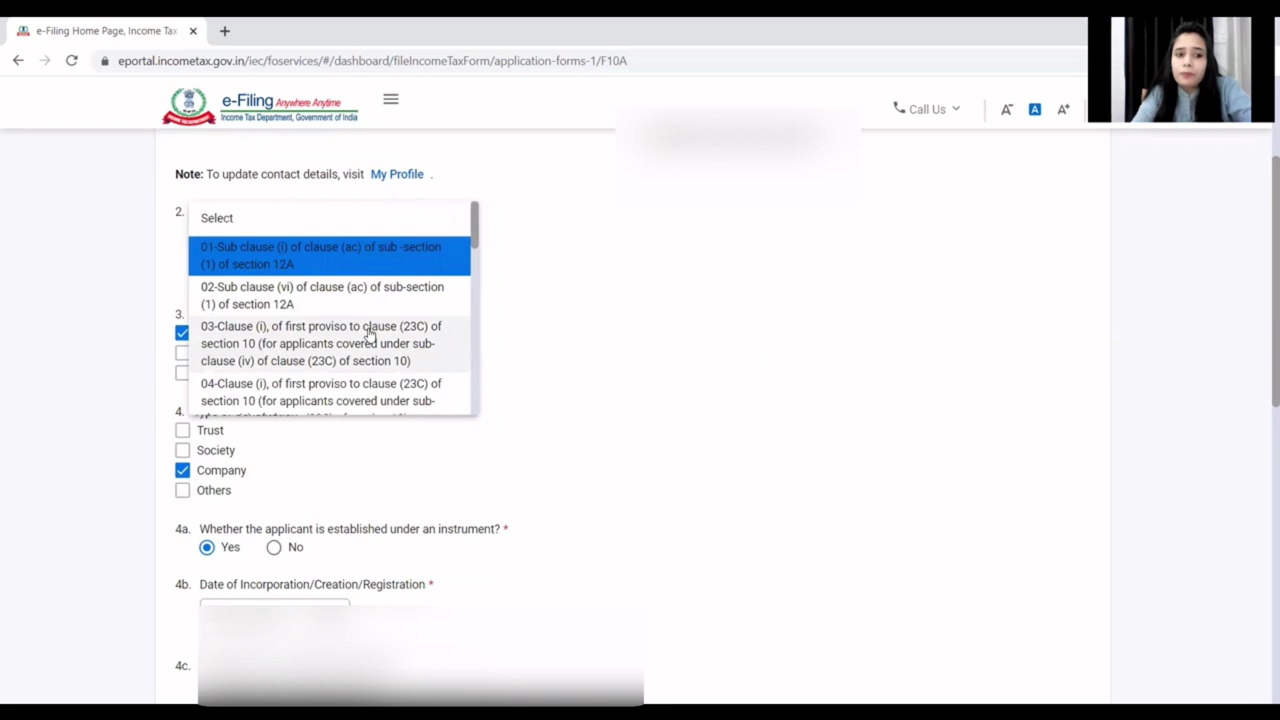 e-Filing Home Page, Income Tax
eportal.incometax.gov.in/iec/foservices/#/dashboard/fileIncomeTaxForm/application-forms-1/F10A
e-Filing Anywhere Anytime
Income Tax Department, Government of India
Call Us
A-
A
A+
Note: To update contact details, visit My Profile .
2.
Select
01-Sub clause (i) of clause (ac) of sub -section
(1) of section 12A
02-Sub clause (vi) of clause (ac) of sub-section
(1) of section 12A
3.
03-Clause (i), of first proviso to clause (23C) of
section 10 (for applicants covered under sub-
clause (iv) of clause (23C) of section 10)
04-Clause (i), of first proviso to clause (23C) of
section 10 (for applicants covered under sub-
4.
Trust
Society
Company
Others
4a. Whether the applicant is established under an instrument? *
Yes No
4b. Date of Incorporation/Creation/Registration *
4c.